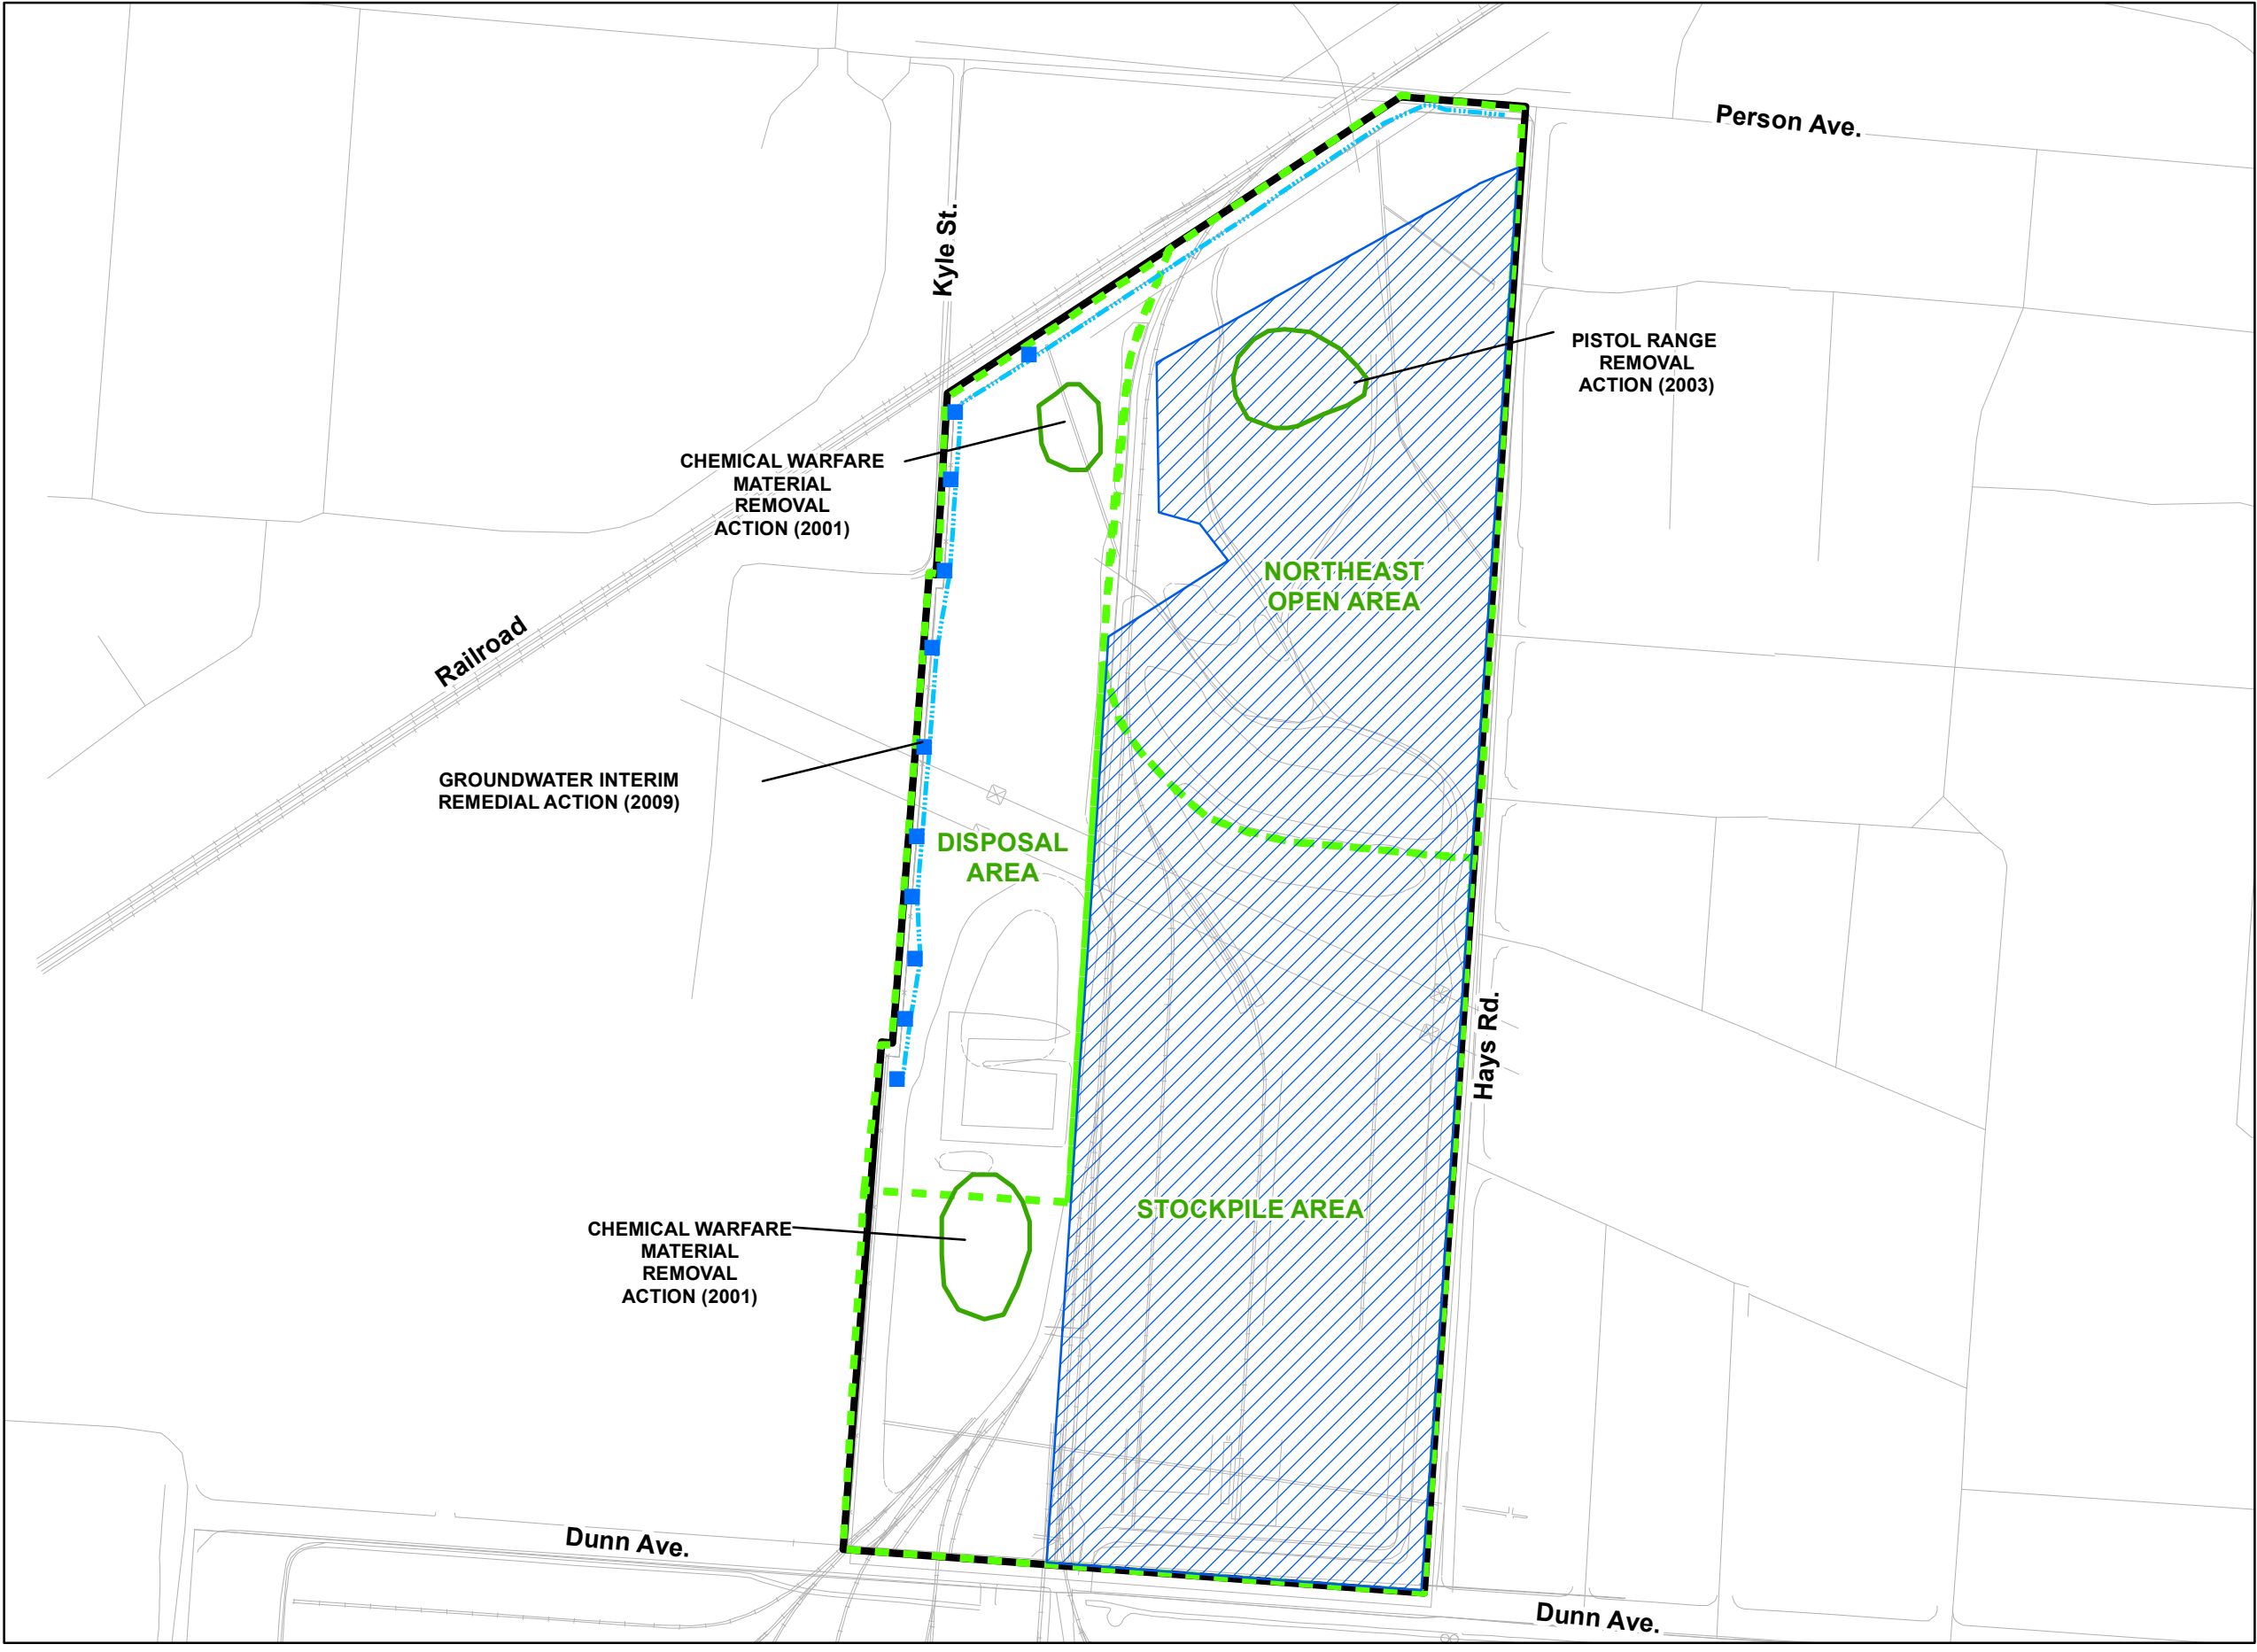 Person Ave.
Kyle St.
PISTOL RANGE
REMOVAL
ACTION (2003)
CHEMICAL WARFARE
MATERIAL
REMOVAL
ACTION (2001)
NORTHEAST
OPEN AREA
Railroad
GROUNDWATER INTERIM
REMEDIAL ACTION (2009)
DISPOSAL
AREA
Hays Rd.
STOCKPILE AREA
CHEMICAL WARFARE
MATERIAL
REMOVAL
ACTION (2001)
Dunn Ave.
Dunn Ave.